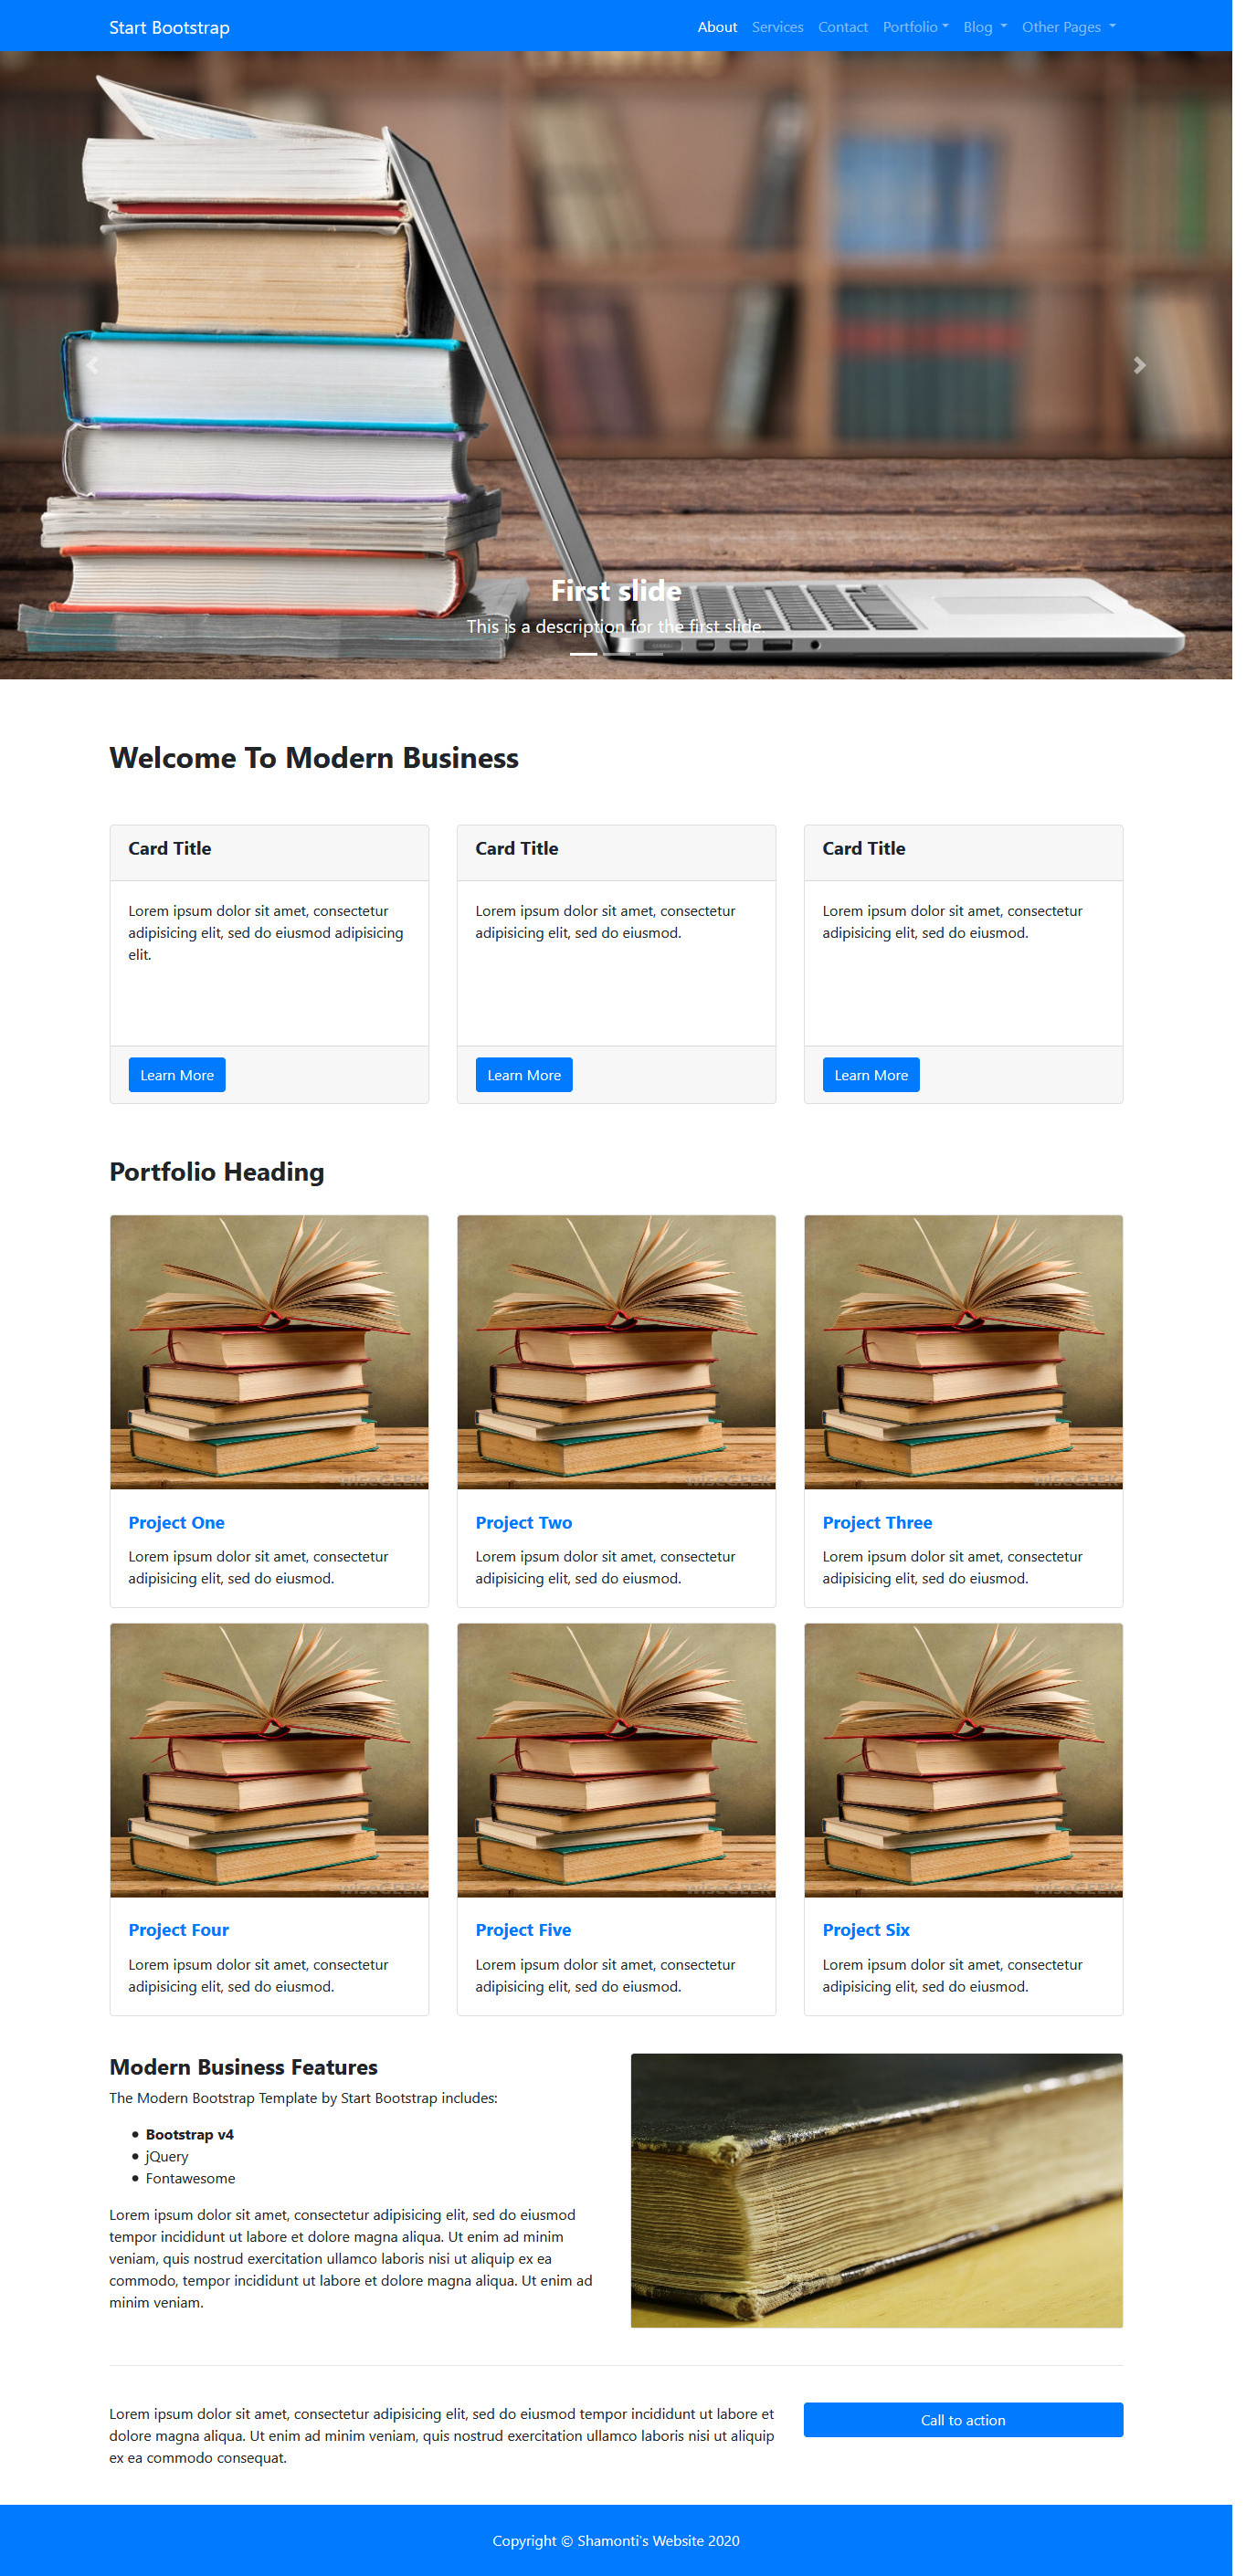 Start Bootstrap
About Services Contact Portfolio Blog Other Pages
First slide
This is a description for the first slide.
Welcome To Modern Business
Card Title
Lorem ipsum dolor sit amet, consectetur
adipisicing elit, sed do eiusmod adipisicing
elit.
Learn More
Card Title
Lorem ipsum dolor sit amet, consectetur
adipisicing elit, sed do eiusmod.
Learn More
Card Title
Lorem ipsum dolor sit amet, consectetur
adipisicing elit, sed do eiusmod.
Learn More
Portfolio Heading
wiseGEEK
Project One
Lorem ipsum dolor sit amet, consectetur
adipisicing elit, sed do eiusmod.
wiseGEEK
Project Two
Lorem ipsum dolor sit amet, consectetur
adipisicing elit, sed do eiusmod.
wiseGEEK
Project Three
Lorem ipsum dolor sit amet, consectetur
adipisicing elit, sed do eiusmod.
wiseGEEK
Project Four
Lorem ipsum dolor sit amet, consectetur
adipisicing elit, sed do eiusmod.
wiseGEEK
Project Five
Lorem ipsum dolor sit amet, consectetur
adipisicing elit, sed do eiusmod.
wiseGEEK
Project Six
Lorem ipsum dolor sit amet, consectetur
adipisicing elit, sed do eiusmod.
Modern Business Features
The Modern Bootstrap Template by Start Bootstrap includes:
• Bootstrap v4
• jQuery
• Fontawesome
Lorem ipsum dolor sit amet, consectetur adipisicing elit, sed do eiusmod
tempor incididunt ut labore et dolore magna aliqua. Ut enim ad minim
veniam, quis nostrud exercitation ullamco laboris nisi ut aliquip ex ea
commodo, tempor incididunt ut labore et dolore magna aliqua. Ut enim ad
minim veniam.
Lorem ipsum dolor sit amet, consectetur adipisicing elit, sed do eiusmod tempor incididunt ut labore et
dolore magna aliqua. Ut enim ad minim veniam, quis nostrud exercitation ullamco laboris nisi ut aliquip
ex ea commodo consequat.
Call to action
Copyright © Shamonti's Website 2020